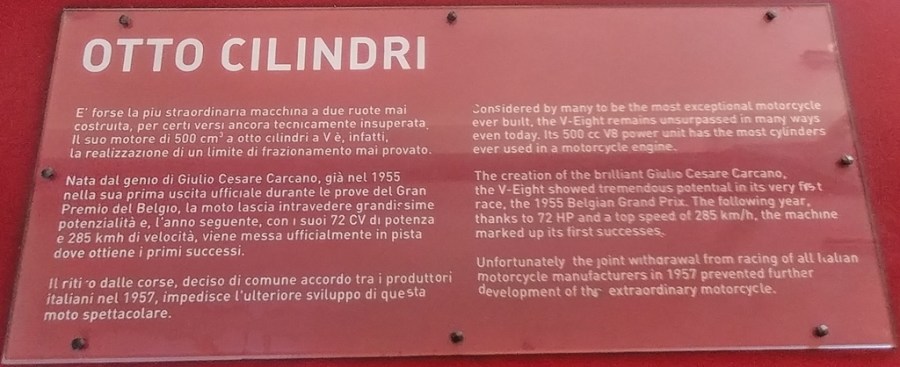 OTTO CILINDRI
E' forse la piu straordinaria macchina a due ruote mai
costruita, per certi versi ancora tecnicamente insuperata.
Il suo motore di 500 cm³ a otto cilindri a V è, infatti,
la realizzazione di un limite di frazionamento mai provato.
Nata dal genio di Giulio Cesare Carcano, già nel 1955
nella sua prima uscita ufficiale durante le prove del Gran
Premio del Belgio, la moto lascia intravedere grandissime
potenzialità e, l'anno seguente, con i suoi 72 CV di potenza
e 285 kmh di velocità, viene messa ufficialmente in pista
dove ottiene i primi successi.
Il ritiro dalle corse, deciso di comune accordo tra i produttori
italiani nel 1957, impedisce l'ulteriore sviluppo di questa
moto spettacolare.
Considered by many to be the most exceptional motorcycle
ever built, the V-Eight remains unsurpassed in many ways
even today. Its 500 cc V8 power unit has the most cylinders
ever used in a motorcycle engine.
The creation of the brilliant Giulio Cesare Carcano,
the V-Eight showed tremendous potential in its very first
race, the 1955 Belgian Grand Prix. The following year,
thanks to 72 HP and a top speed of 285 km/h, the machine
marked up its first successes.
Unfortunately the joint withdrawal from racing of all Italian
motorcycle manufacturers in 1957 prevented further
development of the extraordinary motorcycle.